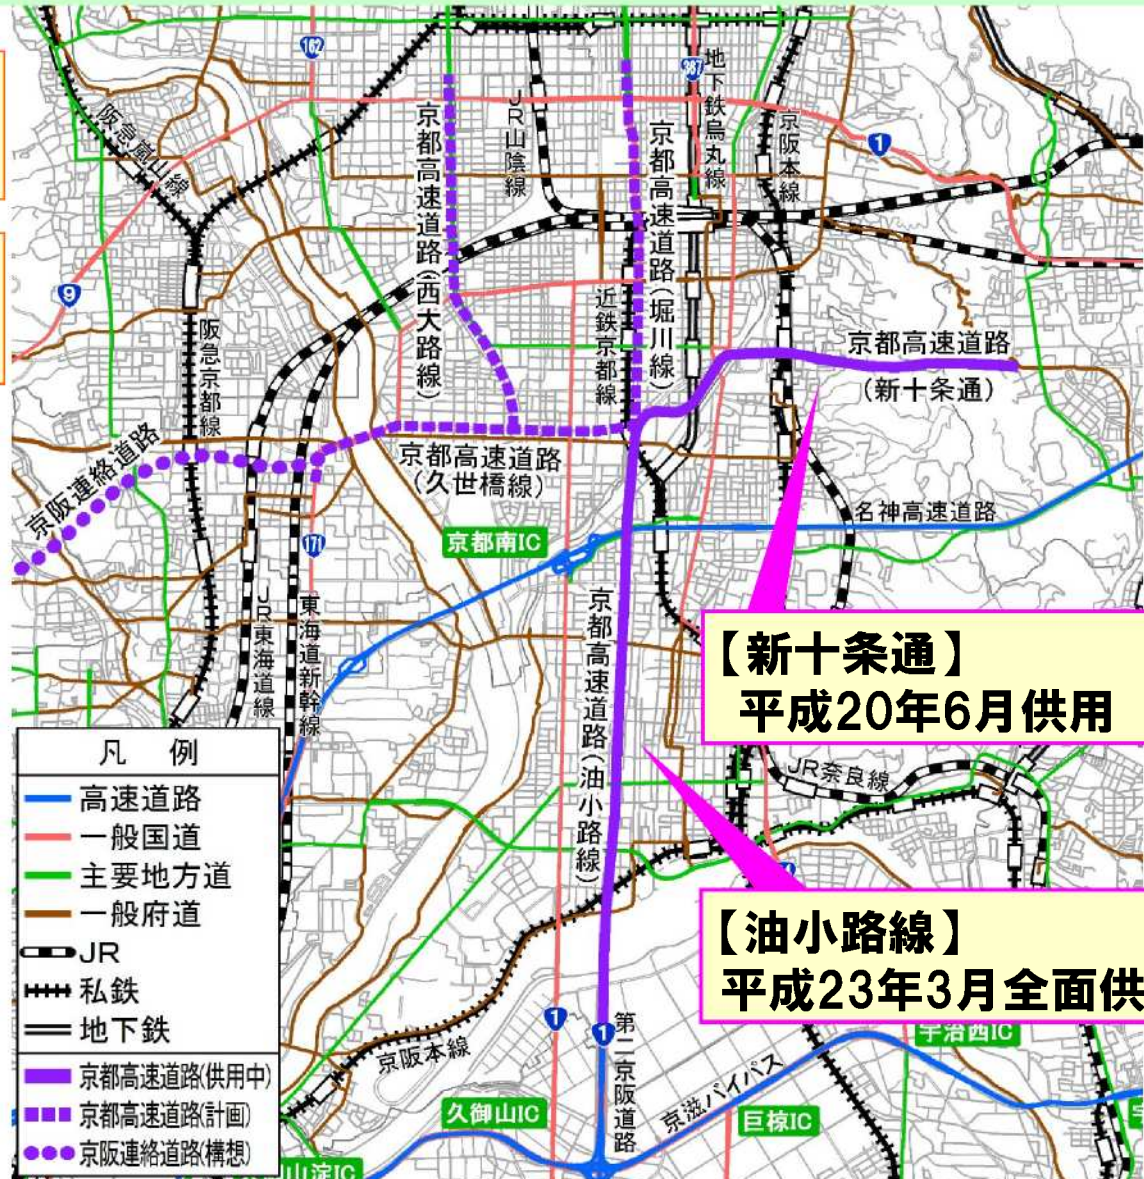 162
367
地下鉄烏丸線
阪急嵐山線
京都高速道路(西大路線)
JR山陰線
京都高速道路(堀川線)
京阪本線
1
9
阪急京都線
近鉄京都線
京都高速道路
(新十条通)
京阪連絡道路
京都高速道路
(久世橋線)
名神高速道路
京都南IC
171
JR東海道線
東海道新幹線
京都高速道路(油小路線)
【新十条通】
平成20年6月供用
JR奈良線
【油小路線】
平成23年3月全面供
凡 例
高速道路
一般国道
主要地方道
一般府道
JR
私鉄
地下鉄
京都高速道路(供用中)
京都高速道路(計画)
京阪連絡道路(構想)
1
1
第二京阪道路
宇治西IC
京阪本線
京滋バイパス
久御山IC
巨椋IC
山淀IC